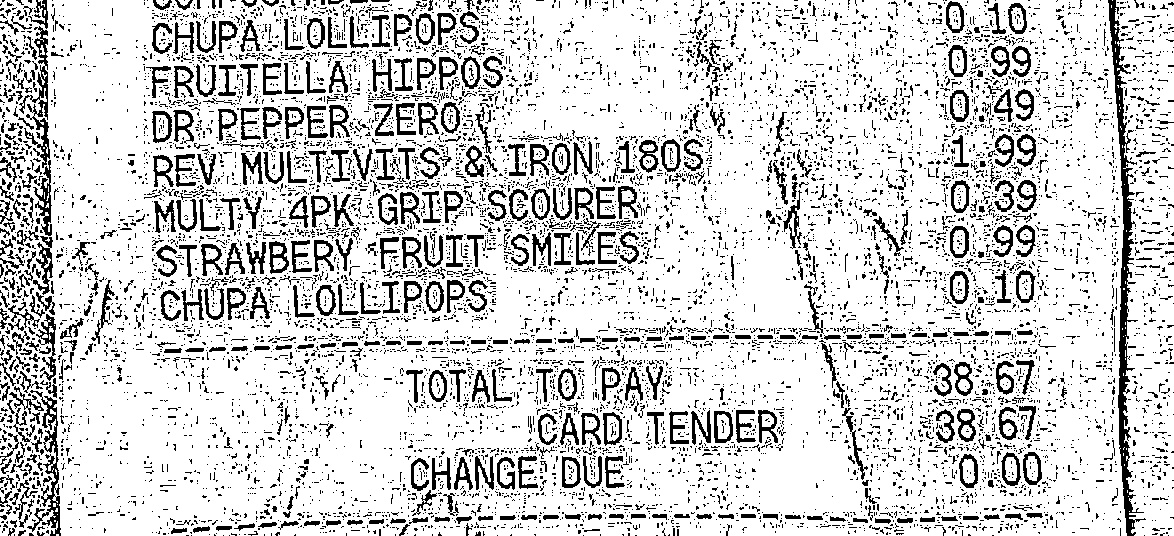 CHUPA LOLLIPOPS 0.10
FRUITELLA HIPPOS 0.99
DR PEPPER ZERO 0.49
REV MULTIVITS & IRON 180S 1.99
MULTY 4PK GRIP SCOURER 0.39
STRAWBERY FRUIT SMILES 0.99
CHUPA LOLLIPOPS 0.10
TOTAL TO PAY 38.67
CARD TENDER 38.67
CHANGE DUE 0.00